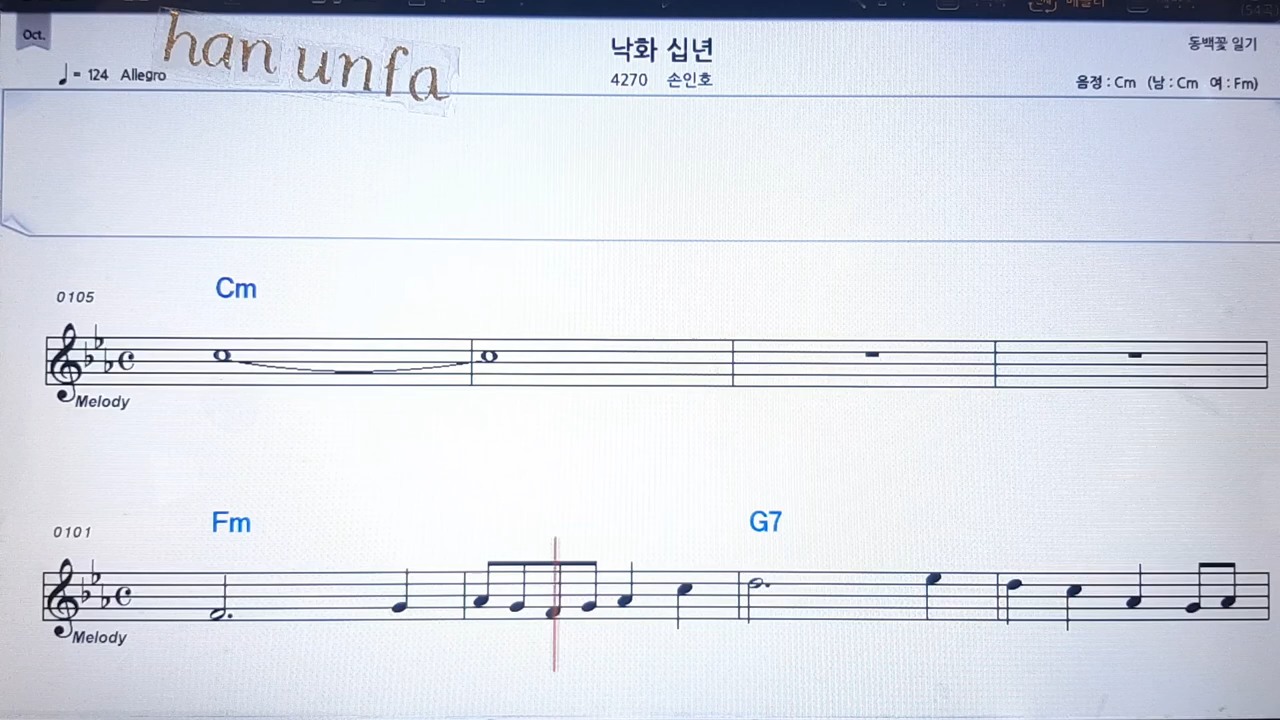 Oct.
han unfa
낙화 십년
동백꽃 일기
♩= 124 Allegro
4270 손인호
음정 : Cm (남 : Cm 여 : Fm)
Cm
0105
Melody
Fm G7
0101
Melody